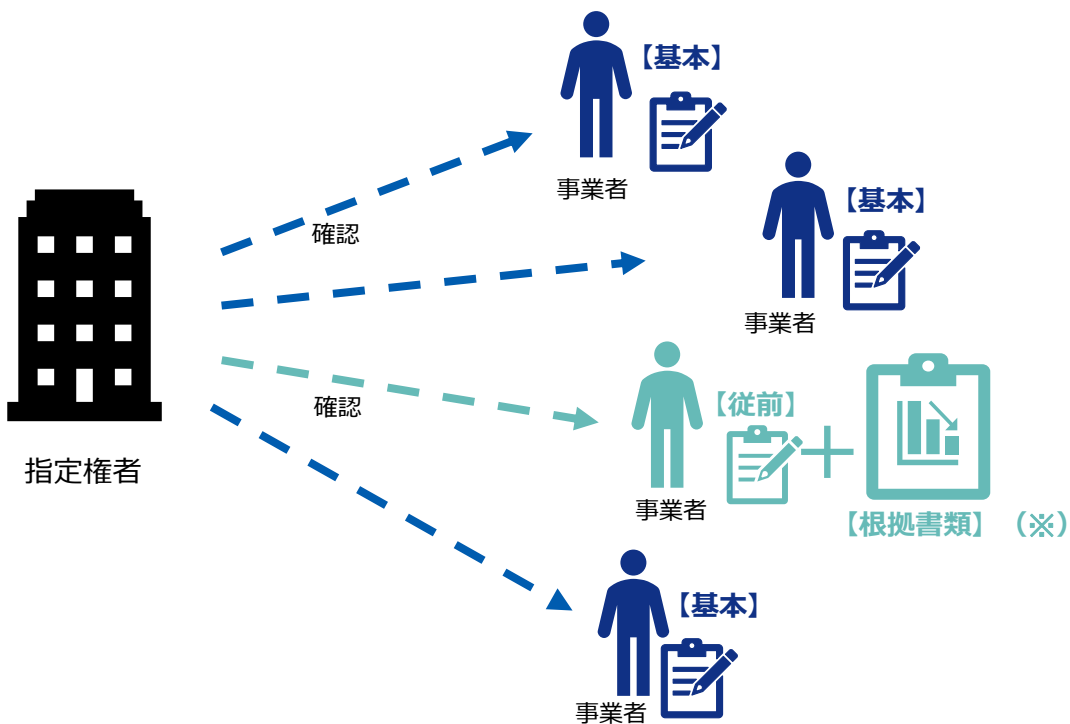 【基本】
事業者
確認
【基本】
事業者
確認
【従前】
事業者
【根拠書類】（※）
指定権者
【基本】
事業者